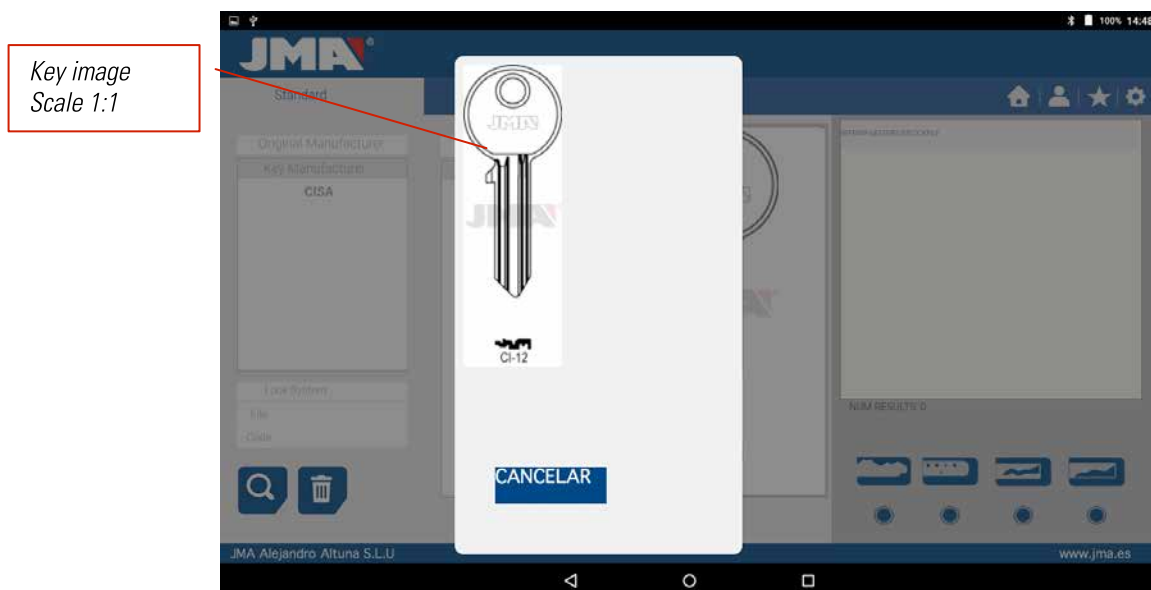 Key image
Scale 1:1
100% 14:48
JMA®
Standard
Original Manufacturer
Key Manufacturer
CISA
Lock System
File
Code
JMA
JMA
CI-12
CANCELAR
NUM RESULTS: 0
JMA Alejandro Altuna S.L.U
www.jma.es